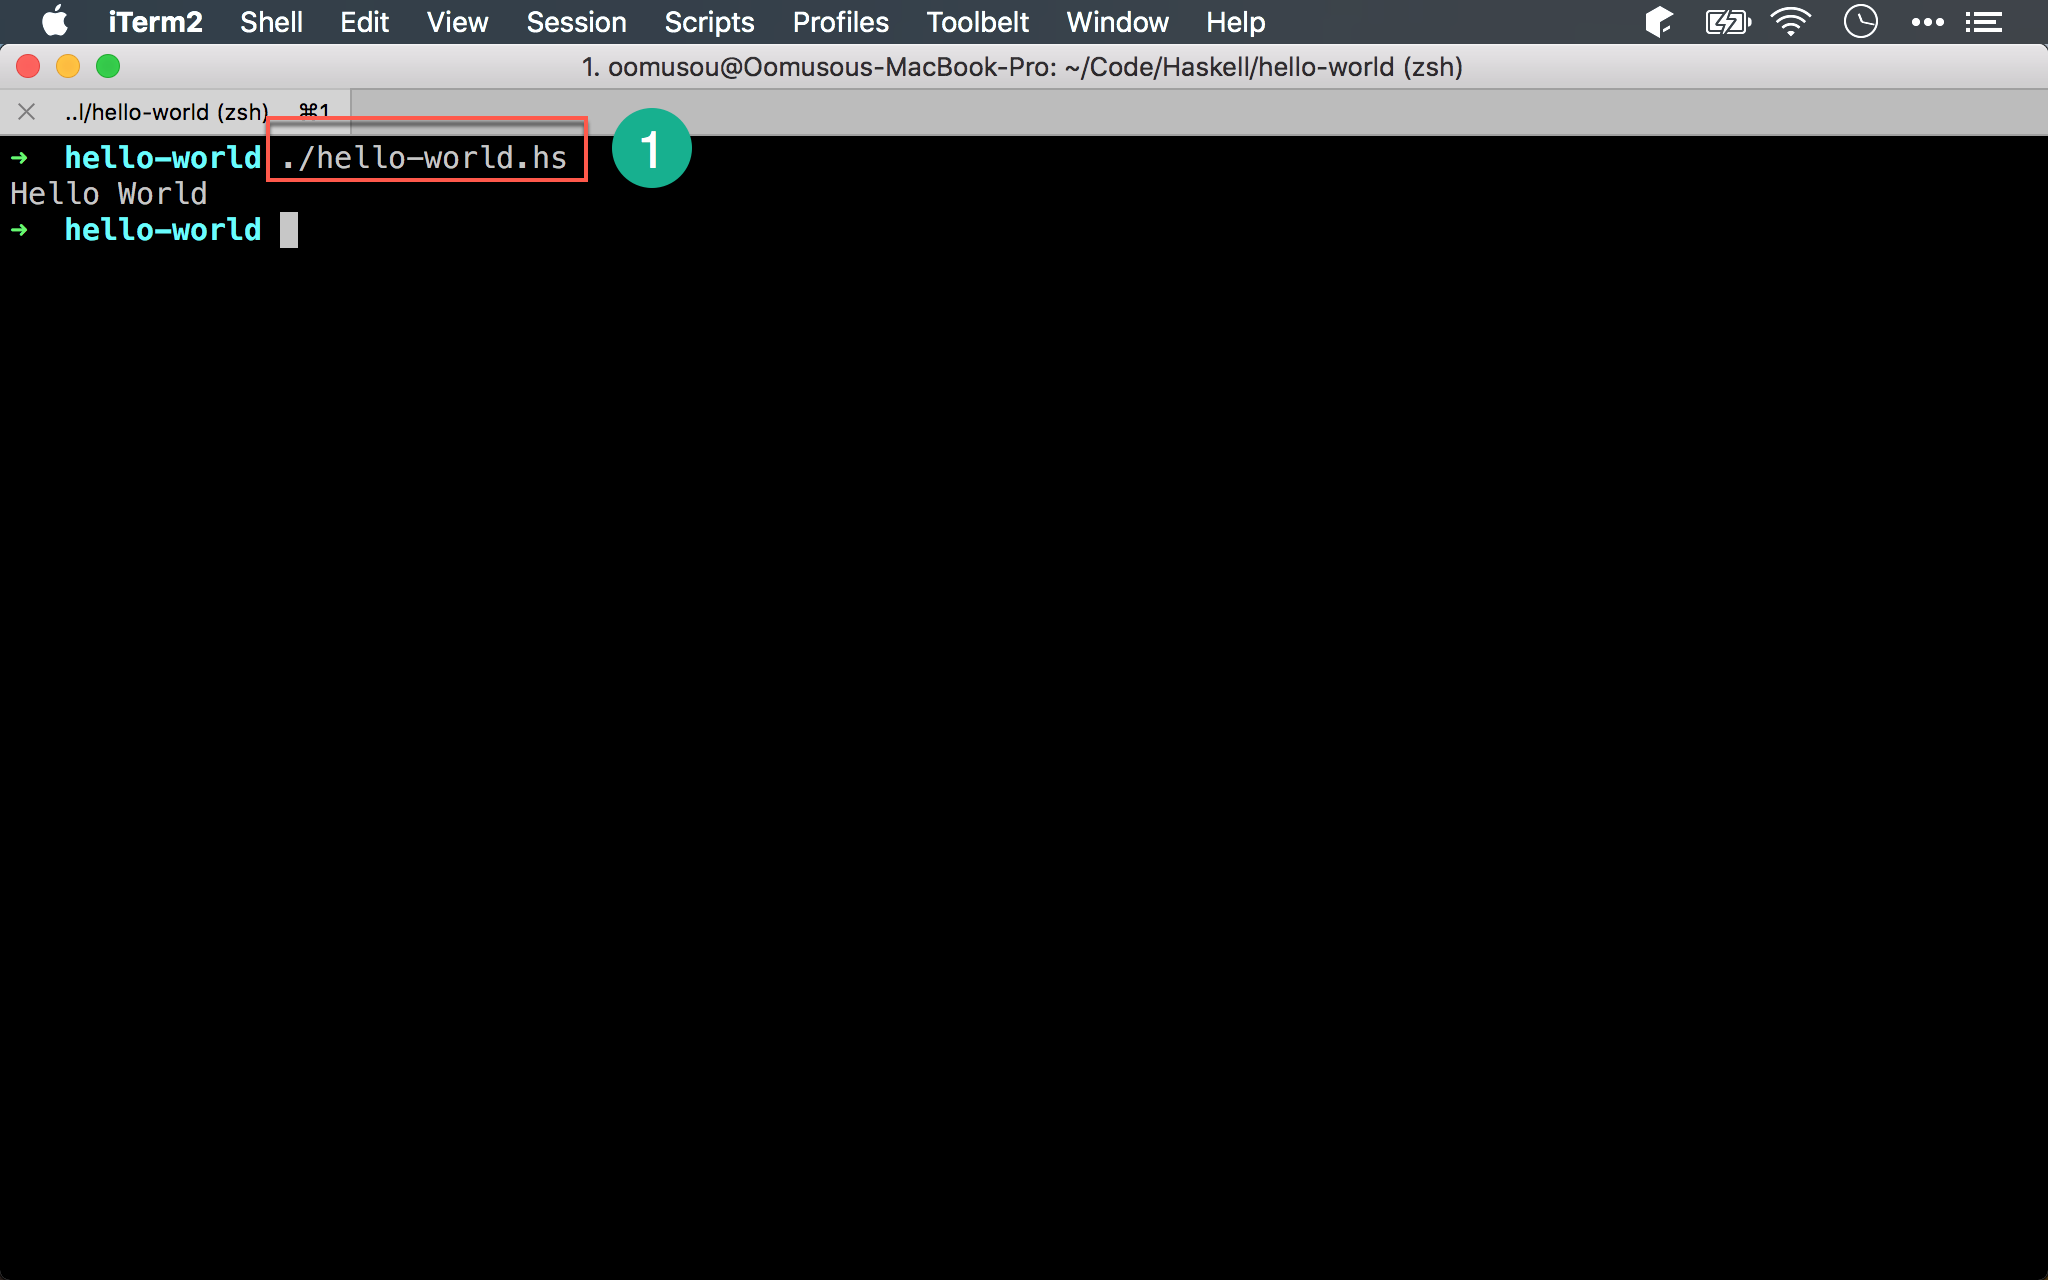 iTerm2 Shell Edit View Session Scripts Profiles Toolbelt Window Help
1. oomusou@Oomusous-MacBook-Pro: ~/Code/Haskell/hello-world (zsh)
..l/hello-world (zsh) ⌘1
➜ hello-world ./hello-world.hs 1
Hello World
➜ hello-world